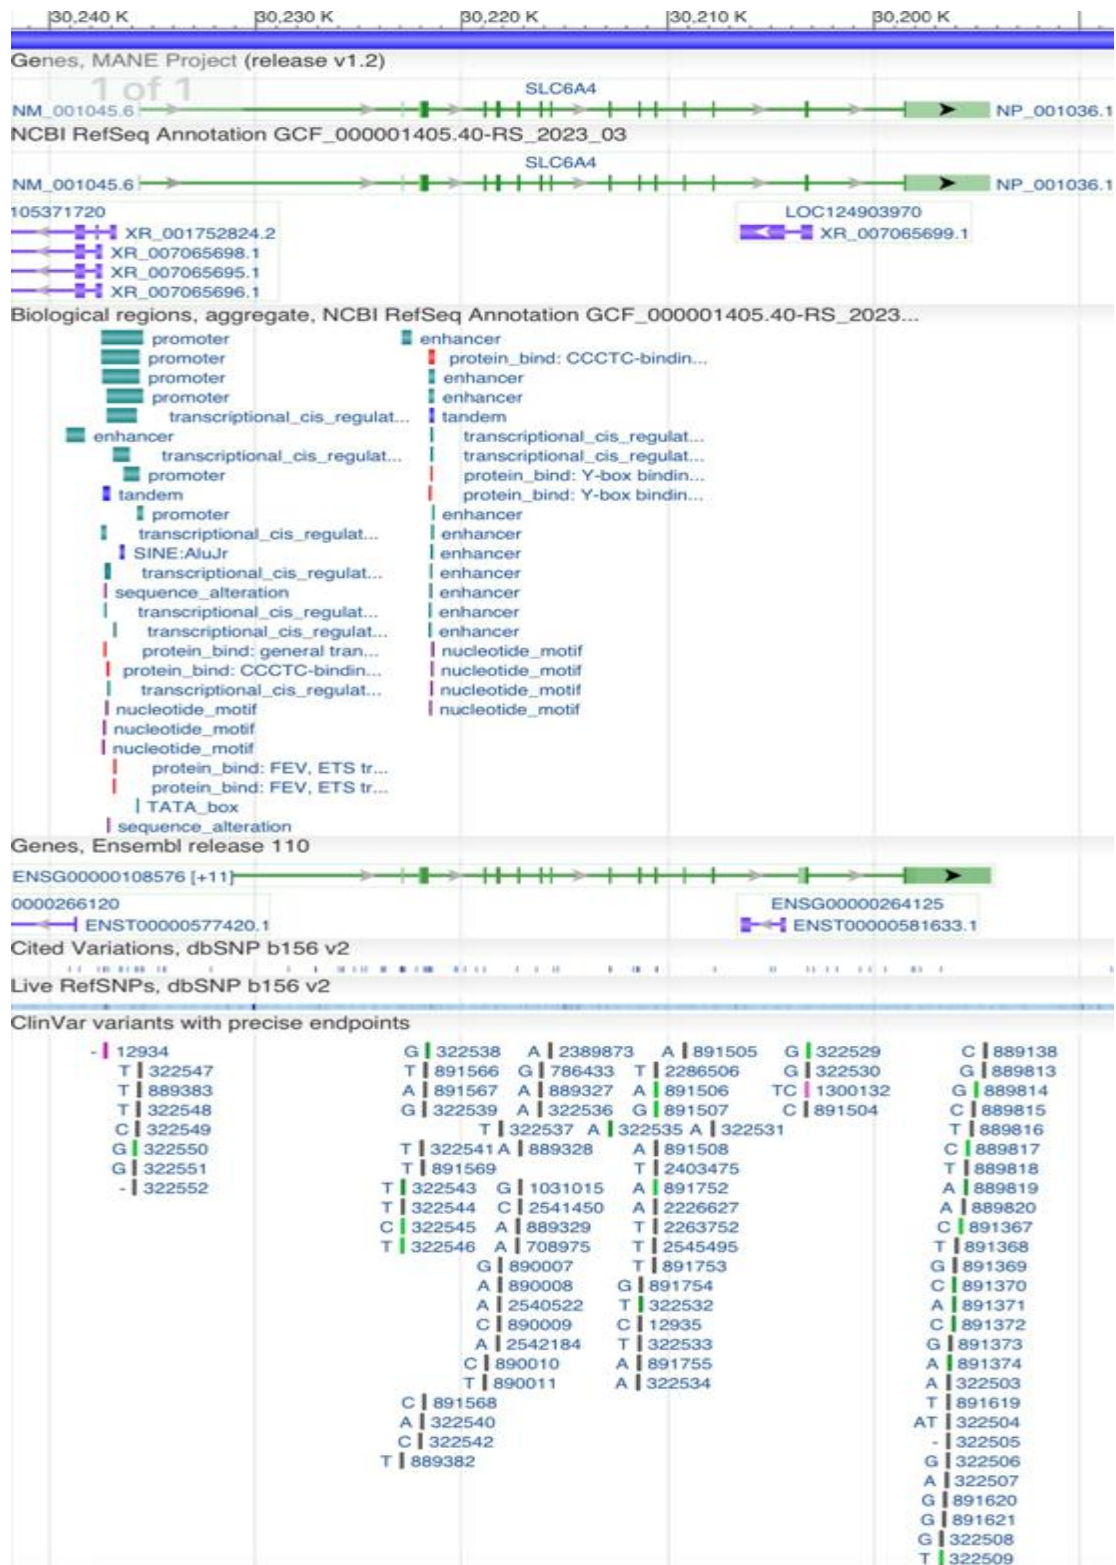 30,240 K 30,230 K 30,220 K 30,210 K 30,200 K
Genes, MANE Project (release v1.2)
1 of 1
SLC6A4
NM_001045.6 NP_001036.1
NCBI RefSeq Annotation GCF_000001405.40-RS_2023_03
SLC6A4
NM_001045.6 NP_001036.1
105371720 LOC124903970
XR_001752824.2 XR_007065699.1
XR_007065698.1
XR_007065695.1
XR_007065696.1
Biological regions, aggregate, NCBI RefSeq Annotation GCF_000001405.40-RS_2023...
promoter enhancer
promoter protein_bind: CCCTC-bindin...
promoter enhancer
promoter enhancer
transcriptional_cis_regulat... tandem
enhancer transcriptional_cis_regulat...
transcriptional_cis_regulat... transcriptional_cis_regulat...
promoter protein_bind: Y-box bindin...
tandem protein_bind: Y-box bindin...
promoter enhancer
transcriptional_cis_regulat... enhancer
SINE:AluJr enhancer
transcriptional_cis_regulat... enhancer
sequence_alteration enhancer
transcriptional_cis_regulat... enhancer
transcriptional_cis_regulat... enhancer
protein_bind: general tran... nucleotide_motif
protein_bind: CCCTC-bindin... nucleotide_motif
transcriptional_cis_regulat... nucleotide_motif
nucleotide_motif nucleotide_motif
nucleotide_motif
nucleotide_motif
protein_bind: FEV, ETS tr...
protein_bind: FEV, ETS tr...
TATA_box
sequence_alteration
Genes, Ensembl release 110
ENSG00000108576 [+11]
0000266120 ENSG00000264125
ENST00000577420.1 ENST00000581633.1
Cited Variations, dbSNP b156 v2
Live RefSNPs, dbSNP b156 v2
ClinVar variants with precise endpoints
- 12934 G 322538 A 2389873 A 891505 G 322529 C 889138
T 322547 T 891566 G 786433 T 2286506 G 322530 G 889813
T 889383 A 891567 A 889327 A 891506 TC 1300132 G 889814
T 322548 G 322539 A 322536 G 891507 C 891504 C 889815
C 322549 T 322537 A 322535 A 322531 T 889816
G 322550 T 322541 A 889328 A 891508 C 889817
G 322551 T 891569 T 2403475 T 889818
- 322552 T 322543 G 1031015 A 891752 A 889819
T 322544 C 2541450 A 2226627 A 889820
C 322545 A 889329 T 2263752 C 891367
T 322546 A 708975 T 2545495 T 891368
G 890007 T 891753 G 891369
A 890008 G 891754 C 891370
A 2540522 T 322532 A 891371
C 890009 C 12935 C 891372
A 2542184 T 322533 G 891373
C 890010 A 891755 A 891374
T 890011 A 322534 A 322503
C 891568 T 891619
A 322540 AT 322504
C 322542 - 322505
T 889382 G 322506
A 322507
G 891620
G 891621
G 322508
T 322509